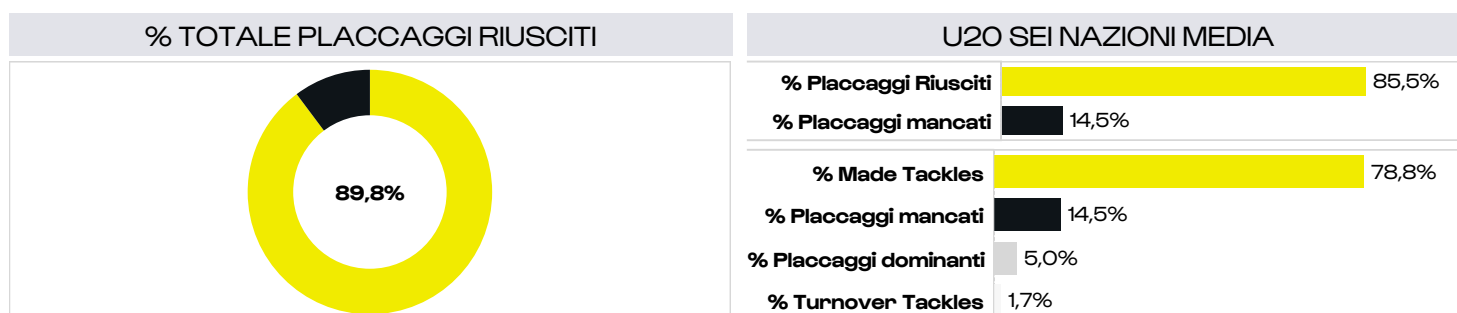 % TOTALE PLACCAGGI RIUSCITI
89,8%
U20 SEI NAZIONI MEDIA
% Placcaggi Riusciti 85,5%
% Placcaggi mancati 14,5%
% Made Tackles 78,8%
% Placcaggi mancati 14,5%
% Placcaggi dominanti 5,0%
% Turnover Tackles 1,7%